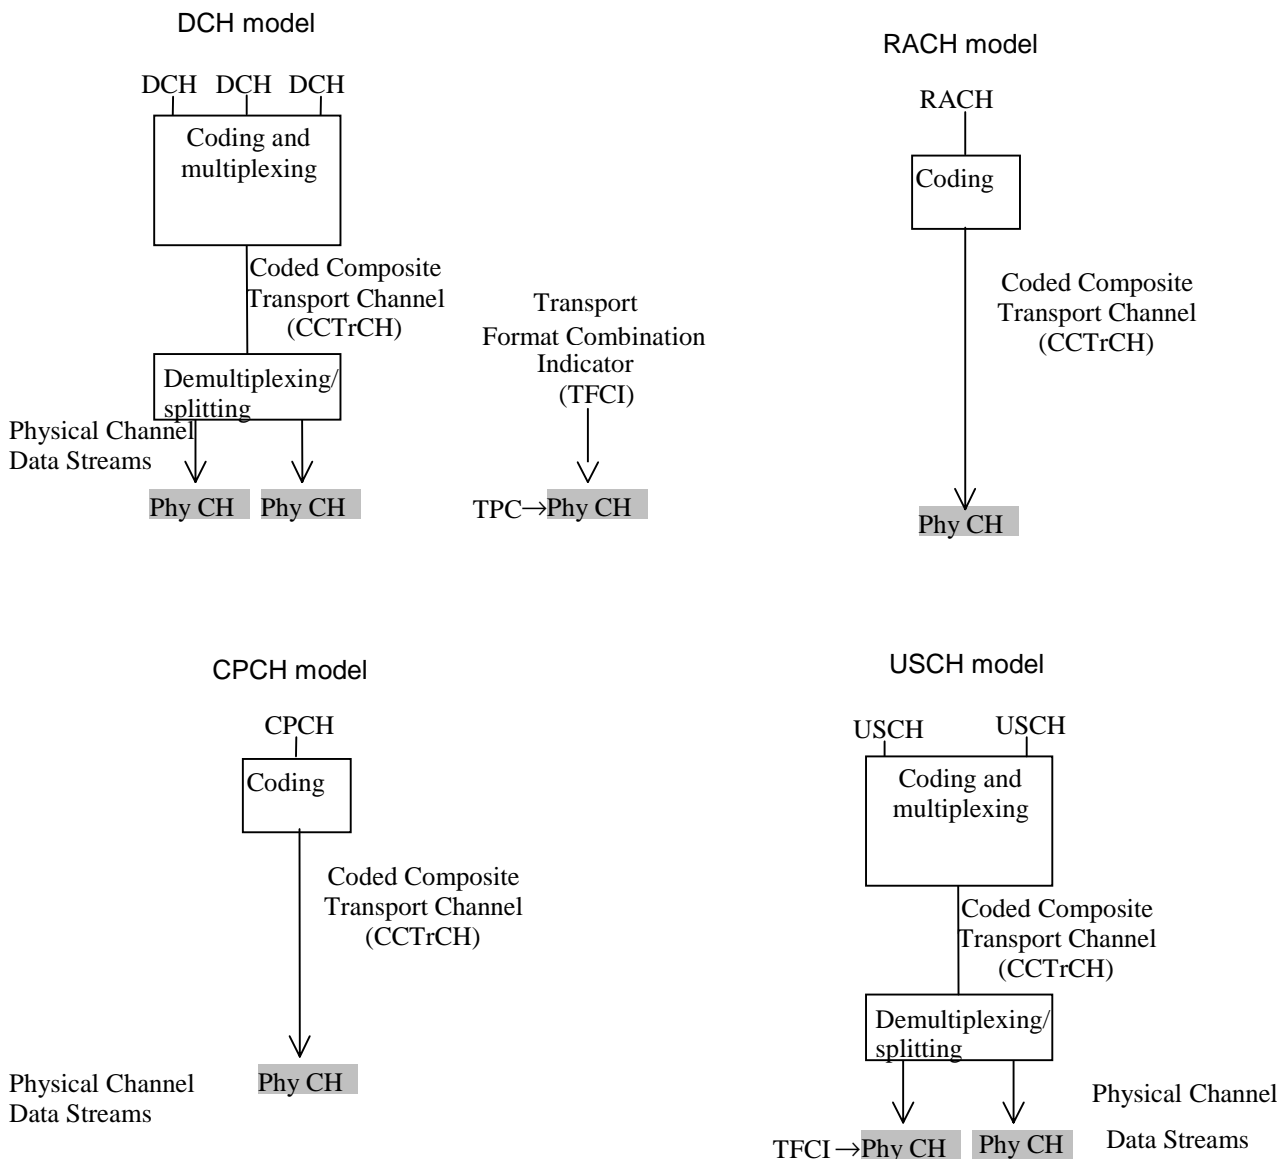 DCH model
DCH DCH DCH
Coding and
multiplexing
Coded Composite
Transport Channel
(CCTrCH)
Demultiplexing/
splitting
Physical Channel
Data Streams
Phy CH Phy CH
Transport
Format Combination
Indicator
(TFCI)
TPC→Phy CH
RACH model
RACH
Coding
Coded Composite
Transport Channel
(CCTrCH)
Phy CH
CPCH model
CPCH
Coding
Coded Composite
Transport Channel
(CCTrCH)
Physical Channel
Data Streams
Phy CH
USCH model
USCH USCH
Coding and
multiplexing
Coded Composite
Transport Channel
(CCTrCH)
Demultiplexing/
splitting
Physical Channel
Data Streams
TFCI→Phy CH Phy CH